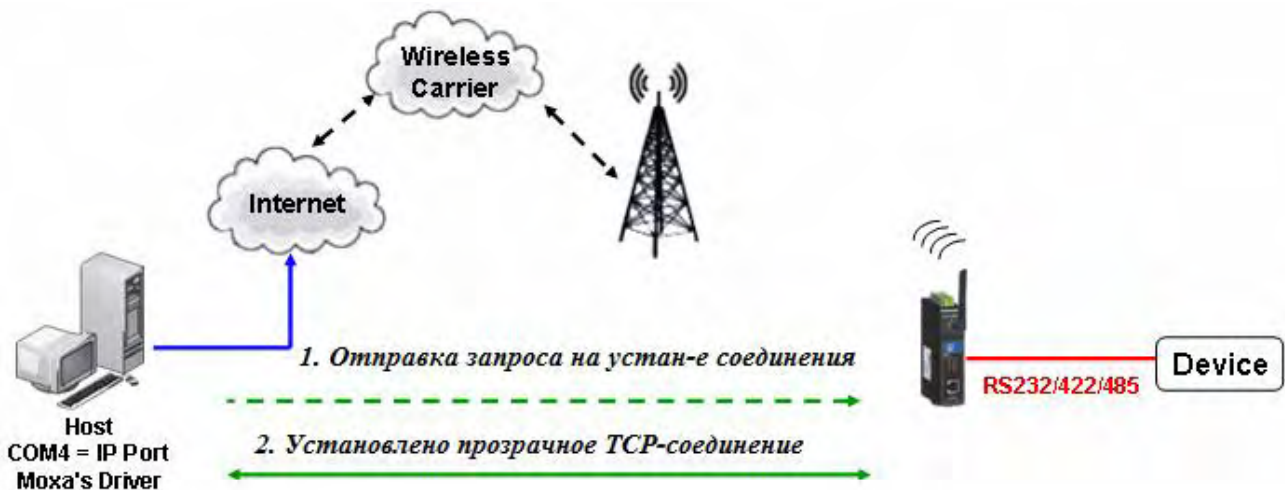 Wireless
Carrier
Internet
1. Отправка запроса на устан-е соединения
Device
RS232/422/485
Host
COM4 = IP Port
Moxa's Driver
2. Установлено прозрачное TCP-соединение